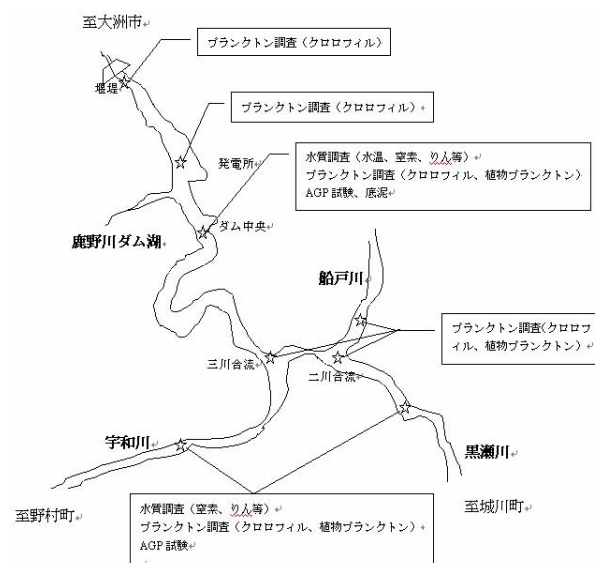 至大洲市
プランクトン調査（クロロフィル）
堰堤
プランクトン調査（クロロフィル）
発電所
水質調査（水温、窒素、りん等）
プランクトン調査（クロロフィル、植物プランクトン）
AGP 試験、底泥
ダム中央
鹿野川ダム湖
船戸川
プランクトン調査（クロロフ
ィル、植物プランクトン）
三川合流
二川合流
宇和川
黒瀬川
至野村町
至城川町
水質調査（窒素、りん等）
プランクトン調査（クロロフィル、植物プランクトン）
AGP 試験